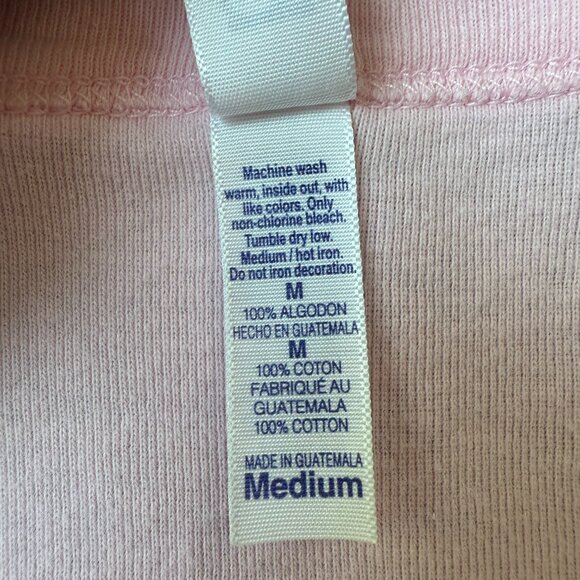 Machine wash
warm, inside out, with
like colors. Only
non-chlorine bleach.
Tumble dry low.
Medium / hot iron.
Do not iron decoration.
M
100% ALGODON
HECHO EN GUATEMALA
M
100% COTON
FABRIQUÉ AU
GUATEMALA
100% COTTON
MADE IN GUATEMALA
Medium